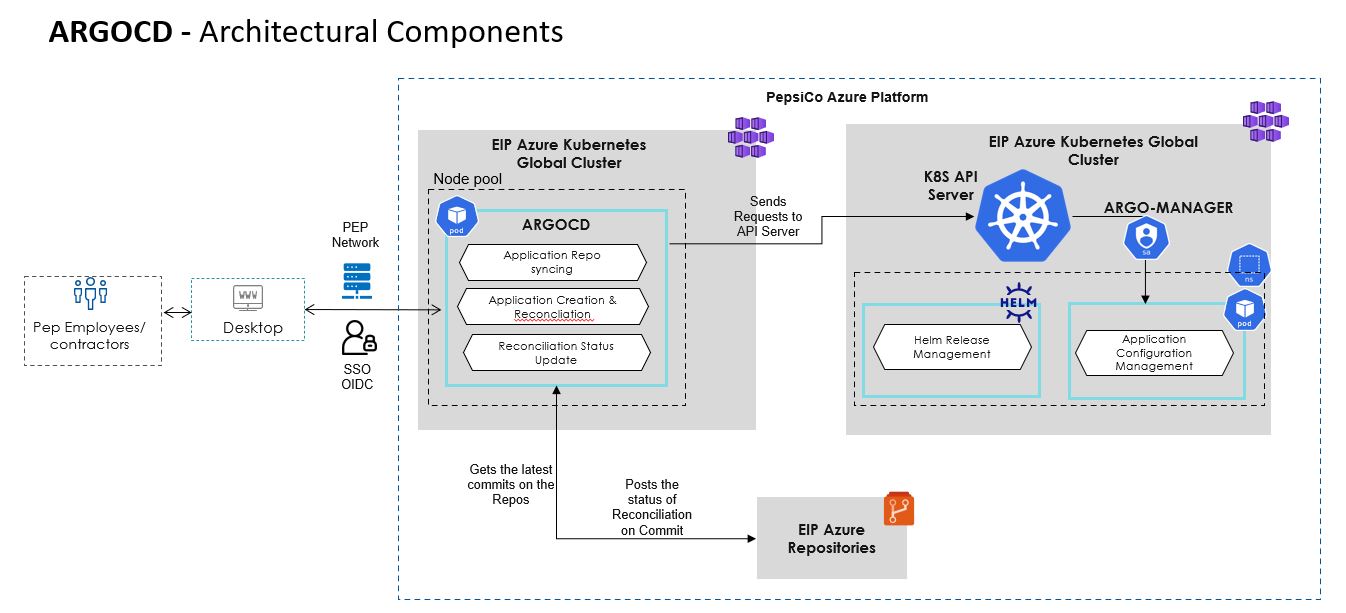 ARGOCD - Architectural Components
PepsiCo Azure Platform
EIP Azure Kubernetes
Global Cluster
Node pool
pod
ARGOCD
Application Repo
syncing
Application Creation &
Reconcilation
Reconciliation Status
Update
PEP
Network
SSO
OIDC
Pep Employees/
contractors
WWW
Desktop
Sends
Requests to
API Server
EIP Azure Kubernetes Global
Cluster
K8S API
Server
ARGO-MANAGER
sa
ns
HELM
pod
Helm Release
Management
Application
Configuration
Management
Gets the latest
commits on the
Repos
Posts the
status of
Reconciliation
on Commit
EIP Azure
Repositories